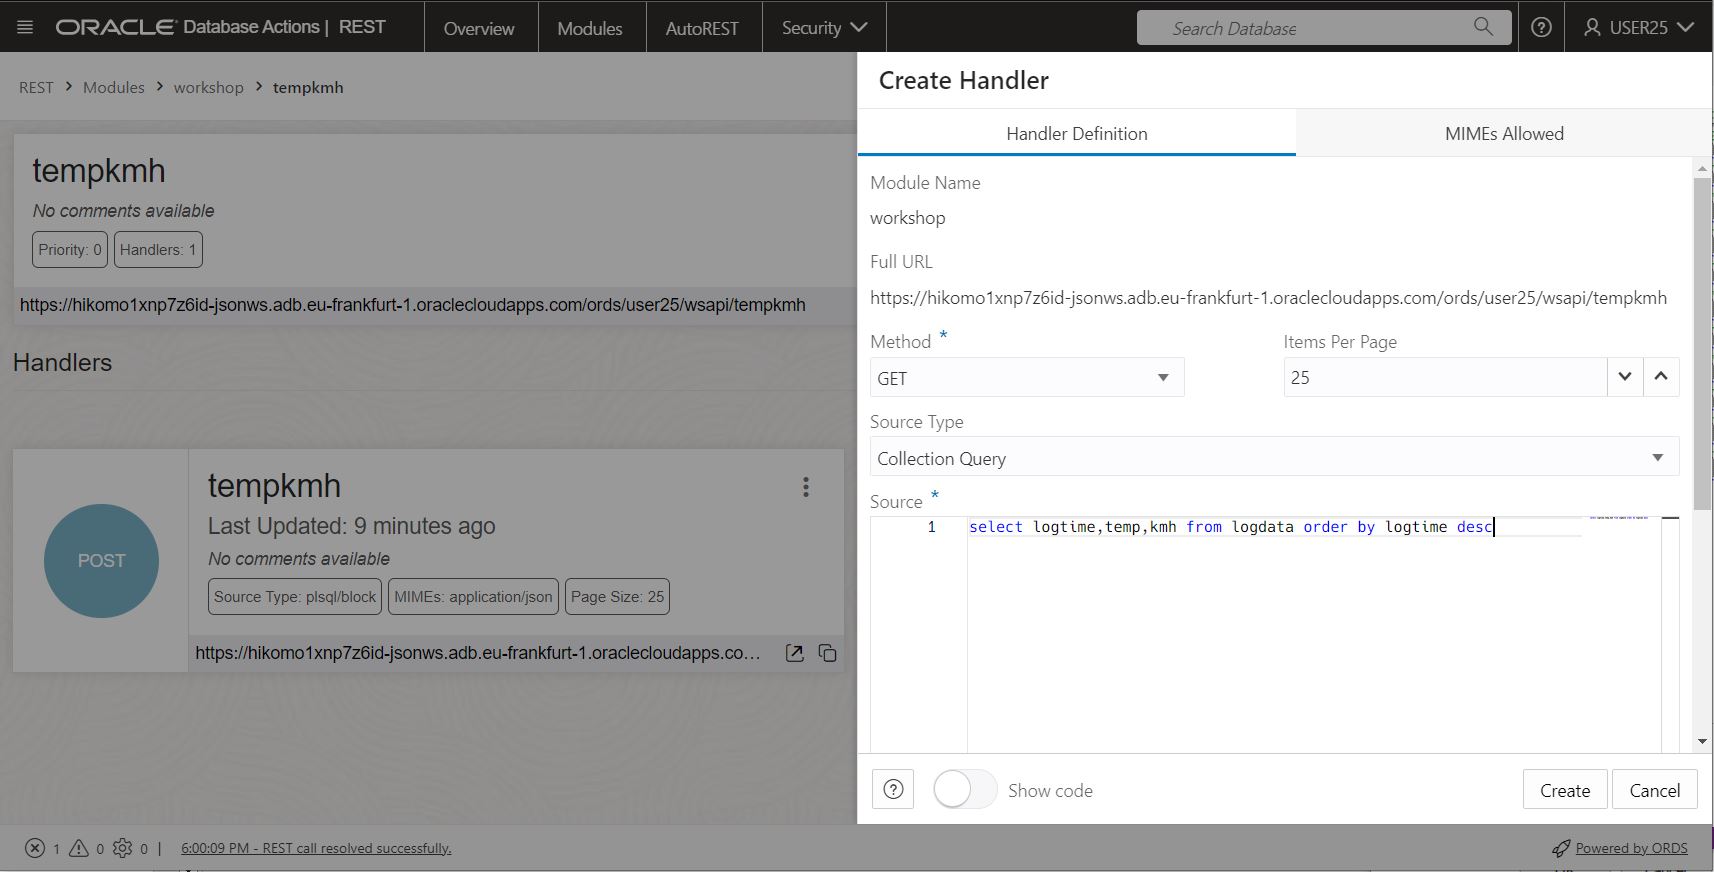 ORACLE Database Actions | REST
Overview
Modules
AutoREST
Security
Search Database
USER25
REST > Modules > workshop > tempkmh
tempkmh
No comments available
Priority: 0
Handlers: 1
https://hikomo1xnp7z6id-jsonws.adb.eu-frankfurt-1.oraclecloudapps.com/ords/user25/wsapi/tempkmh
Handlers
POST
tempkmh
Last Updated: 9 minutes ago
No comments available
Source Type: plsql/block
MIMEs: application/json
Page Size: 25
https://hikomo1xnp7z6id-jsonws.adb.eu-frankfurt-1.oraclecloudapps.co...
Create Handler
Handler Definition
MIMEs Allowed
Module Name
workshop
Full URL
https://hikomo1xnp7z6id-jsonws.adb.eu-frankfurt-1.oraclecloudapps.com/ords/user25/wsapi/tempkmh
Method *
Items Per Page
GET
25
Source Type
Collection Query
Source *
1 select logtime,temp,kmh from logdata order by logtime desc
? Show code
Create
Cancel
1 0 0 | 6:00:09 PM - REST call resolved successfully.
Powered by ORDS